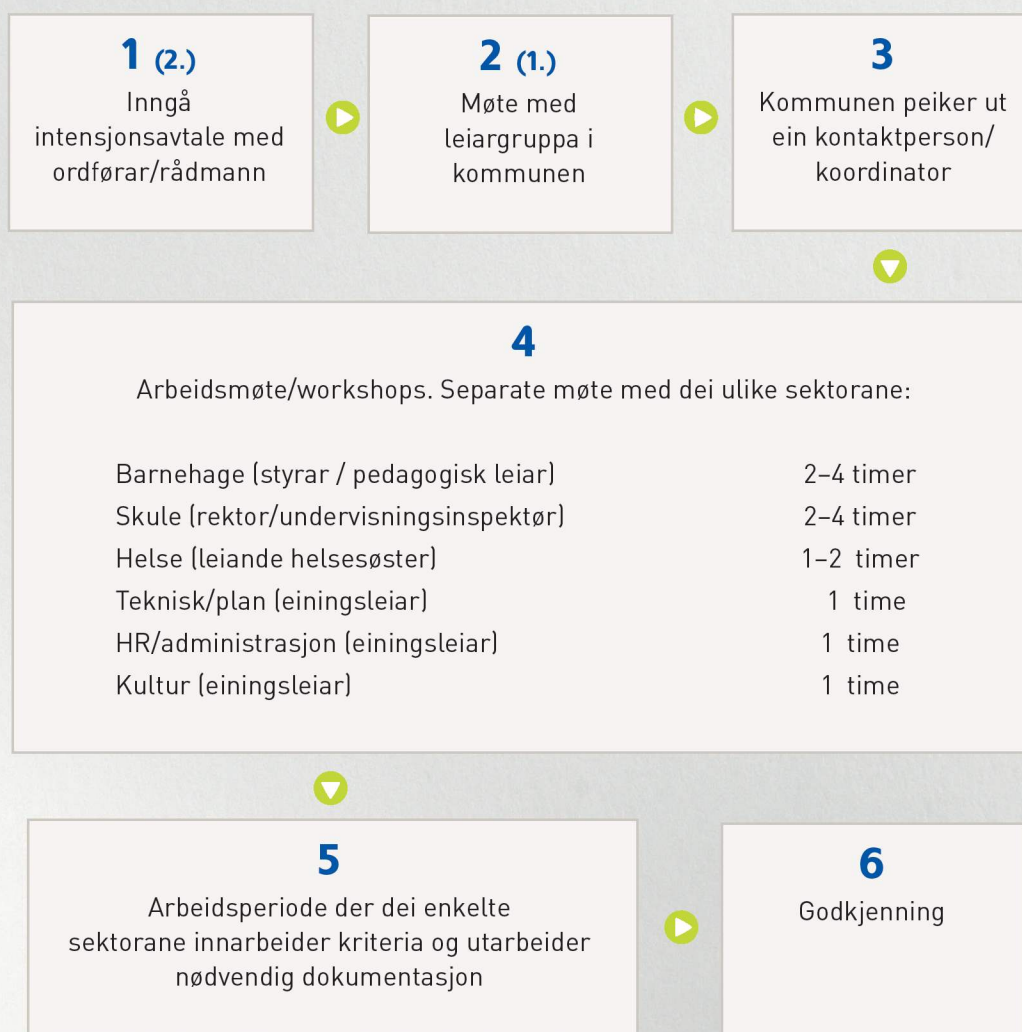 1 (2.)
Inngå
intensjonsavtale med
ordførar/rådmann
2 (1.)
Møte med
leiargruppa i
kommunen
3
Kommunen peiker ut
ein kontaktperson/
koordinator
4
Arbeidsmøte/workshops. Separate møte med dei ulike sektorane:
Barnehage (styrar / pedagogisk leiar) 2–4 timer
Skule (rektor/undervisningsinspektør) 2–4 timer
Helse (leiande helsesøster) 1–2 timer
Teknisk/plan (einingsleiar) 1 time
HR/administrasjon (einingsleiar) 1 time
Kultur (einingsleiar) 1 time
5
Arbeidsperiode der dei enkelte
sektorane innarbeider kriteria og utarbeider
nødvendig dokumentasjon
6
Godkjenning